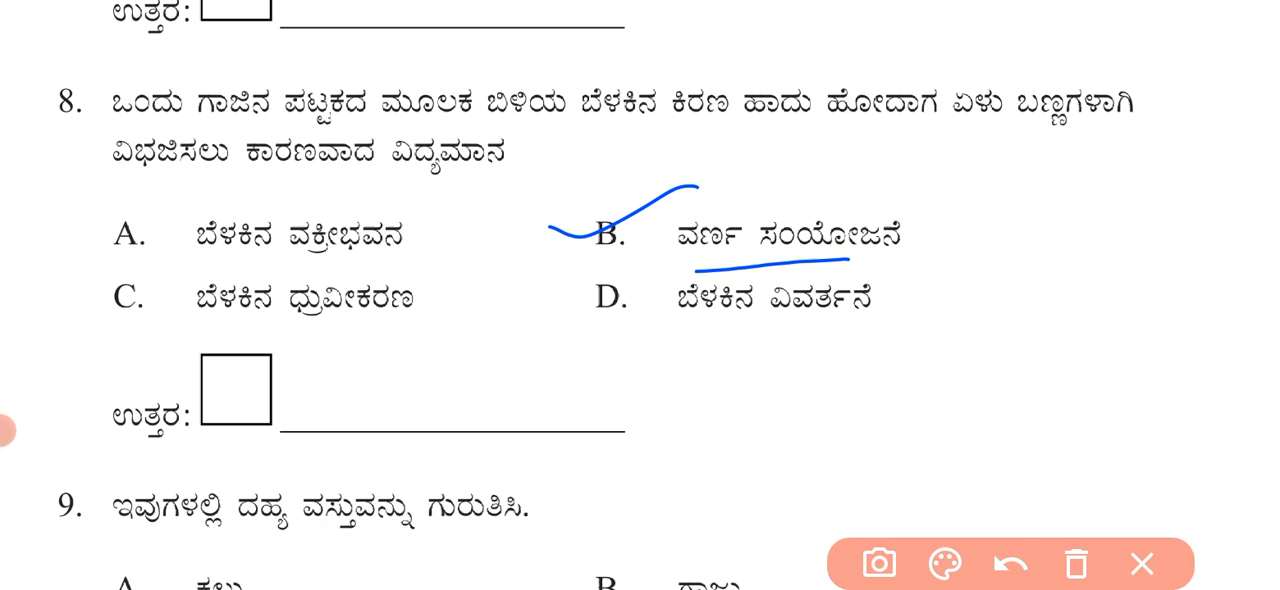 ಉತ್ತರ:
8. ಒಂದು ಗಾಜಿನ ಪಟ್ಟಕದ ಮೂಲಕ ಬಿಳಿಯ ಬೆಳಕಿನ ಕಿರಣ ಹಾದು ಹೋದಾಗ ಏಳು ಬಣ್ಣಗಳಾಗಿ
ವಿಭಜಿಸಲು ಕಾರಣವಾದ ವಿದ್ಯಮಾನ
A. ಬೆಳಕಿನ ವಕ್ರೀಭವನ B. ವರ್ಣ ಸಂಯೋಜನೆ
C. ಬೆಳಕಿನ ಧ್ರುವೀಕರಣ D. ಬೆಳಕಿನ ವಿವರ್ತನೆ
ಉತ್ತರ:
9. ಇವುಗಳಲ್ಲಿ ದಹ್ಯ ವಸ್ತುವನ್ನು ಗುರುತಿಸಿ.
A. B.